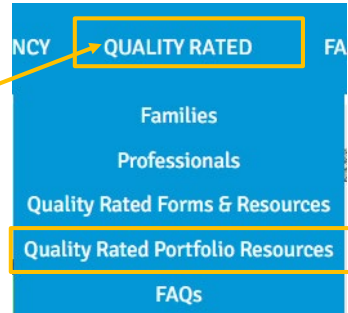 NCY QUALITY RATED FA
Families
Professionals
Quality Rated Forms & Resources
Quality Rated Portfolio Resources
FAQs